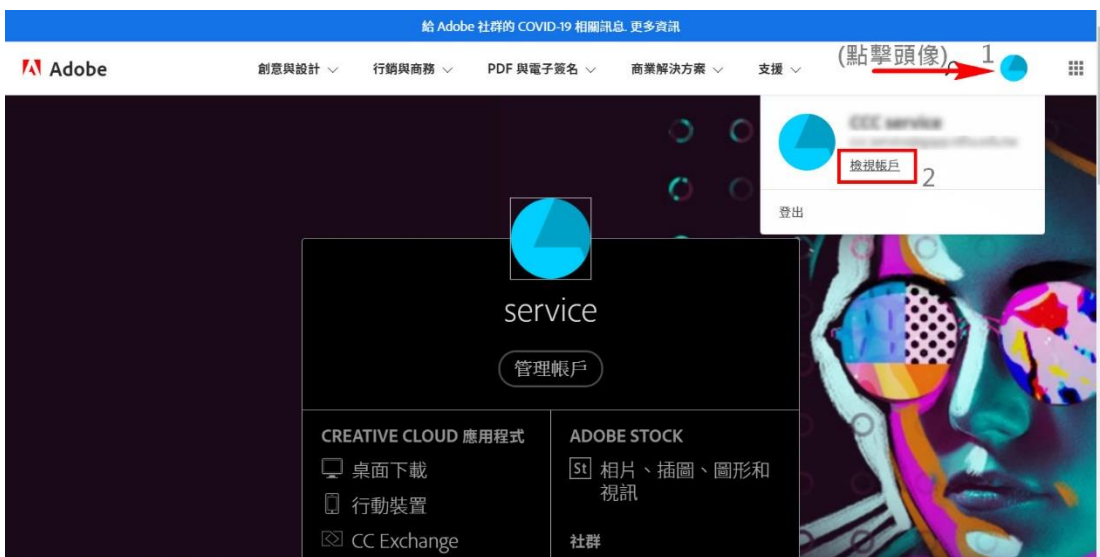 給 Adobe 社群的 COVID-19 相關訊息. 更多資訊
Adobe 創意與設計 行銷與商務 PDF 與電子簽名 商業解決方案 支援 (點擊頭像) 1
CCC service
檢視帳戶 2
登出
service
管理帳戶
CREATIVE CLOUD 應用程式
桌面下載
行動裝置
CC Exchange
ADOBE STOCK
St 相片、插圖、圖形和
視訊
社群